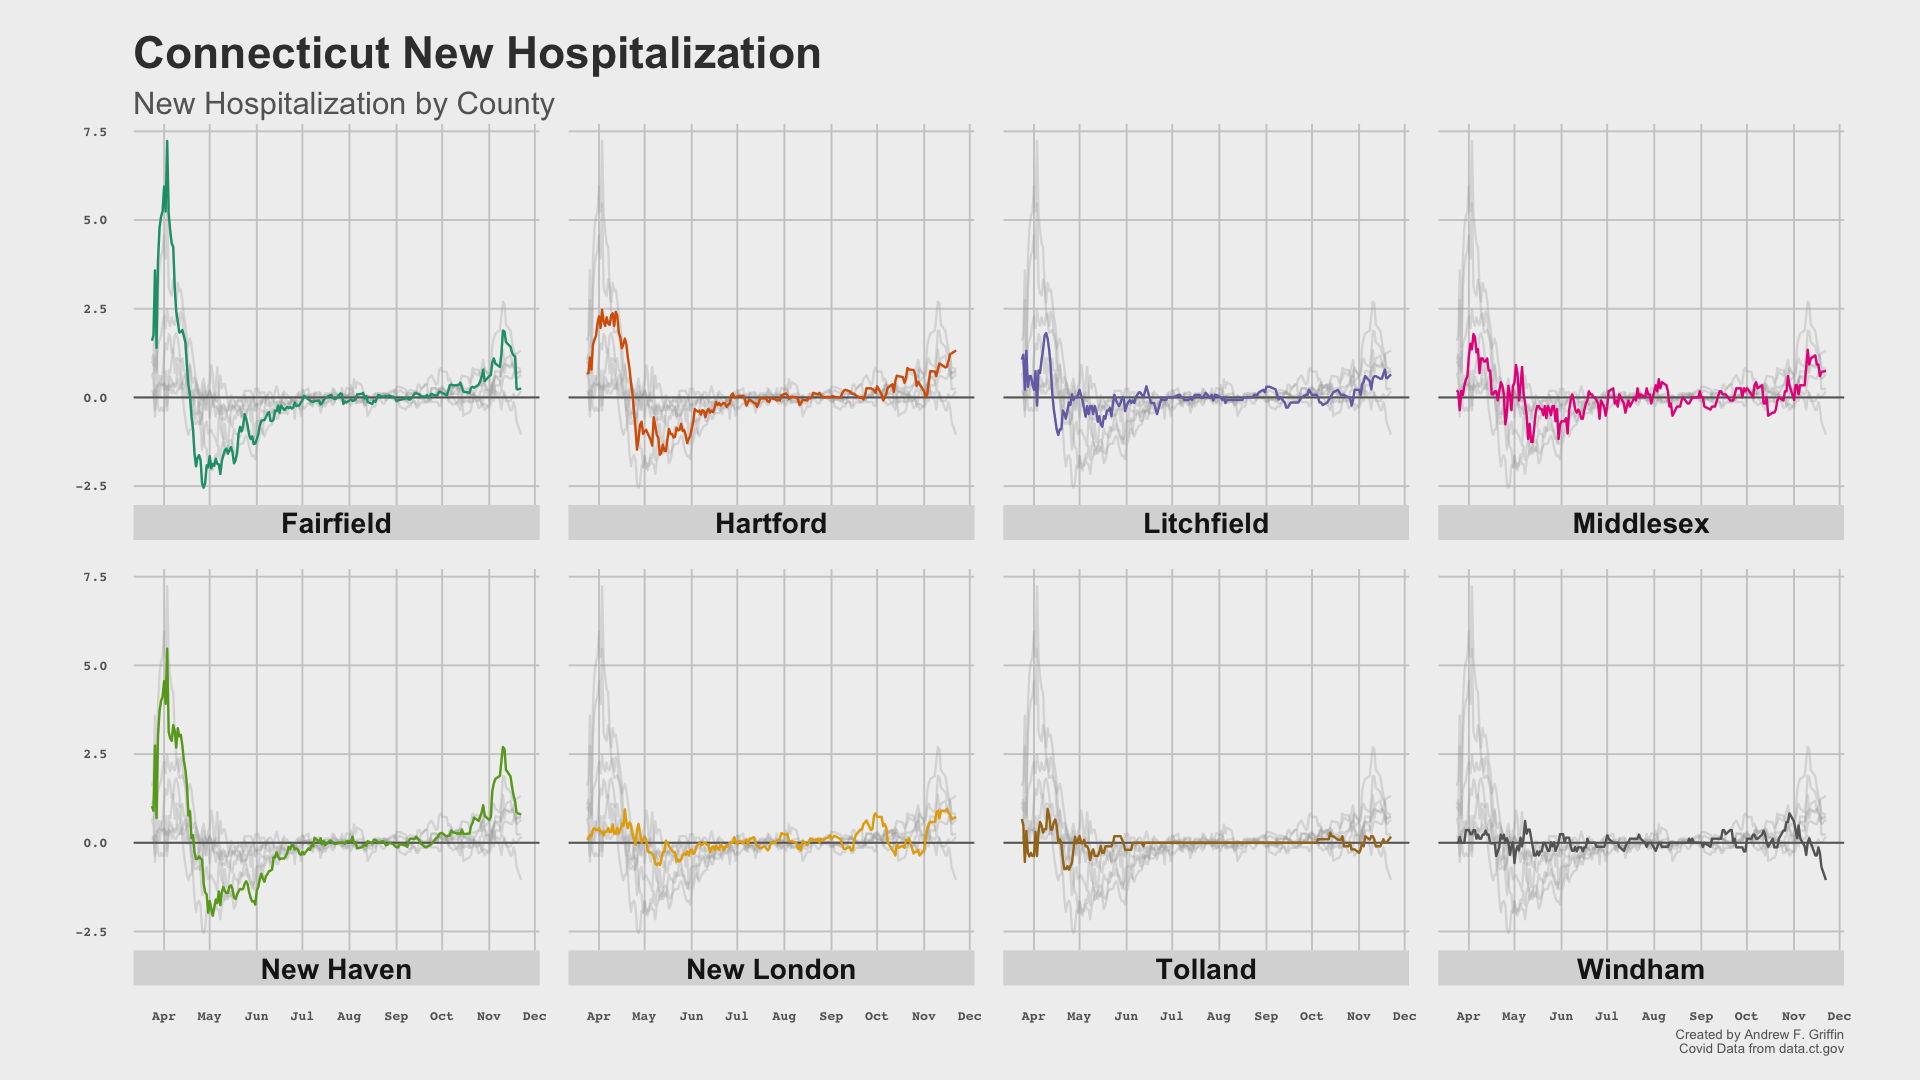 Connecticut New Hospitalization
New Hospitalization by County
7.5
5.0
2.5
0.0
-2.5
Fairfield Hartford Litchfield Middlesex
7.5
5.0
2.5
0.0
-2.5
New Haven New London Tolland Windham
Apr May Jun Jul Aug Sep Oct Nov Dec Apr May Jun Jul Aug Sep Oct Nov Dec Apr May Jun Jul Aug Sep Oct Nov Dec Apr May Jun Jul Aug Sep Oct Nov Dec
Created by Andrew F. Griffin
Covid Data from data.ct.gov